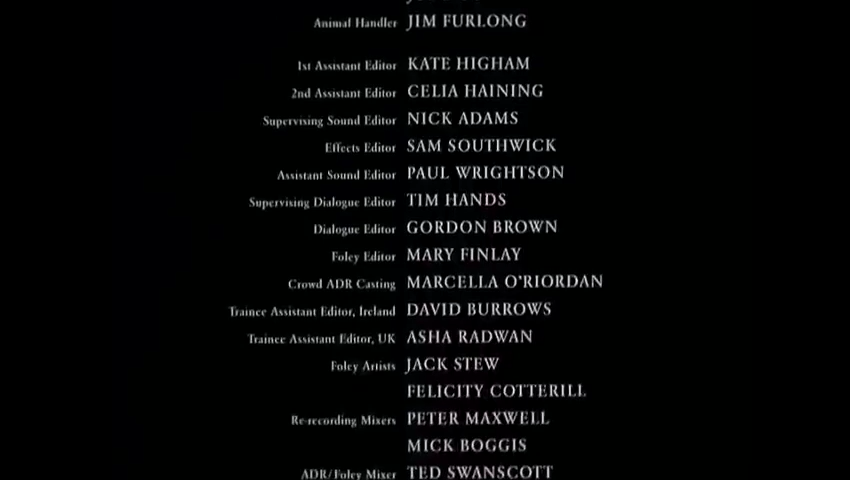 Animal Handler JIM FURLONG
1st Assistant Editor KATE HIGHAM
2nd Assistant Editor CELIA HAINING
Supervising Sound Editor NICK ADAMS
Effects Editor SAM SOUTHWICK
Assistant Sound Editor PAUL WRIGHTSON
Supervising Dialogue Editor TIM HANDS
Dialogue Editor GORDON BROWN
Foley Editor MARY FINLAY
Crowd ADR Casting MARCELLA O'RIORDAN
Trainee Assistant Editor, Ireland DAVID BURROWS
Trainee Assistant Editor, UK ASHA RADWAN
Foley Artists JACK STEW
FELICITY COTTERILL
Re-recording Mixers PETER MAXWELL
MICK BOGGIS
ADR/Foley Mixer TED SWANSCOTT